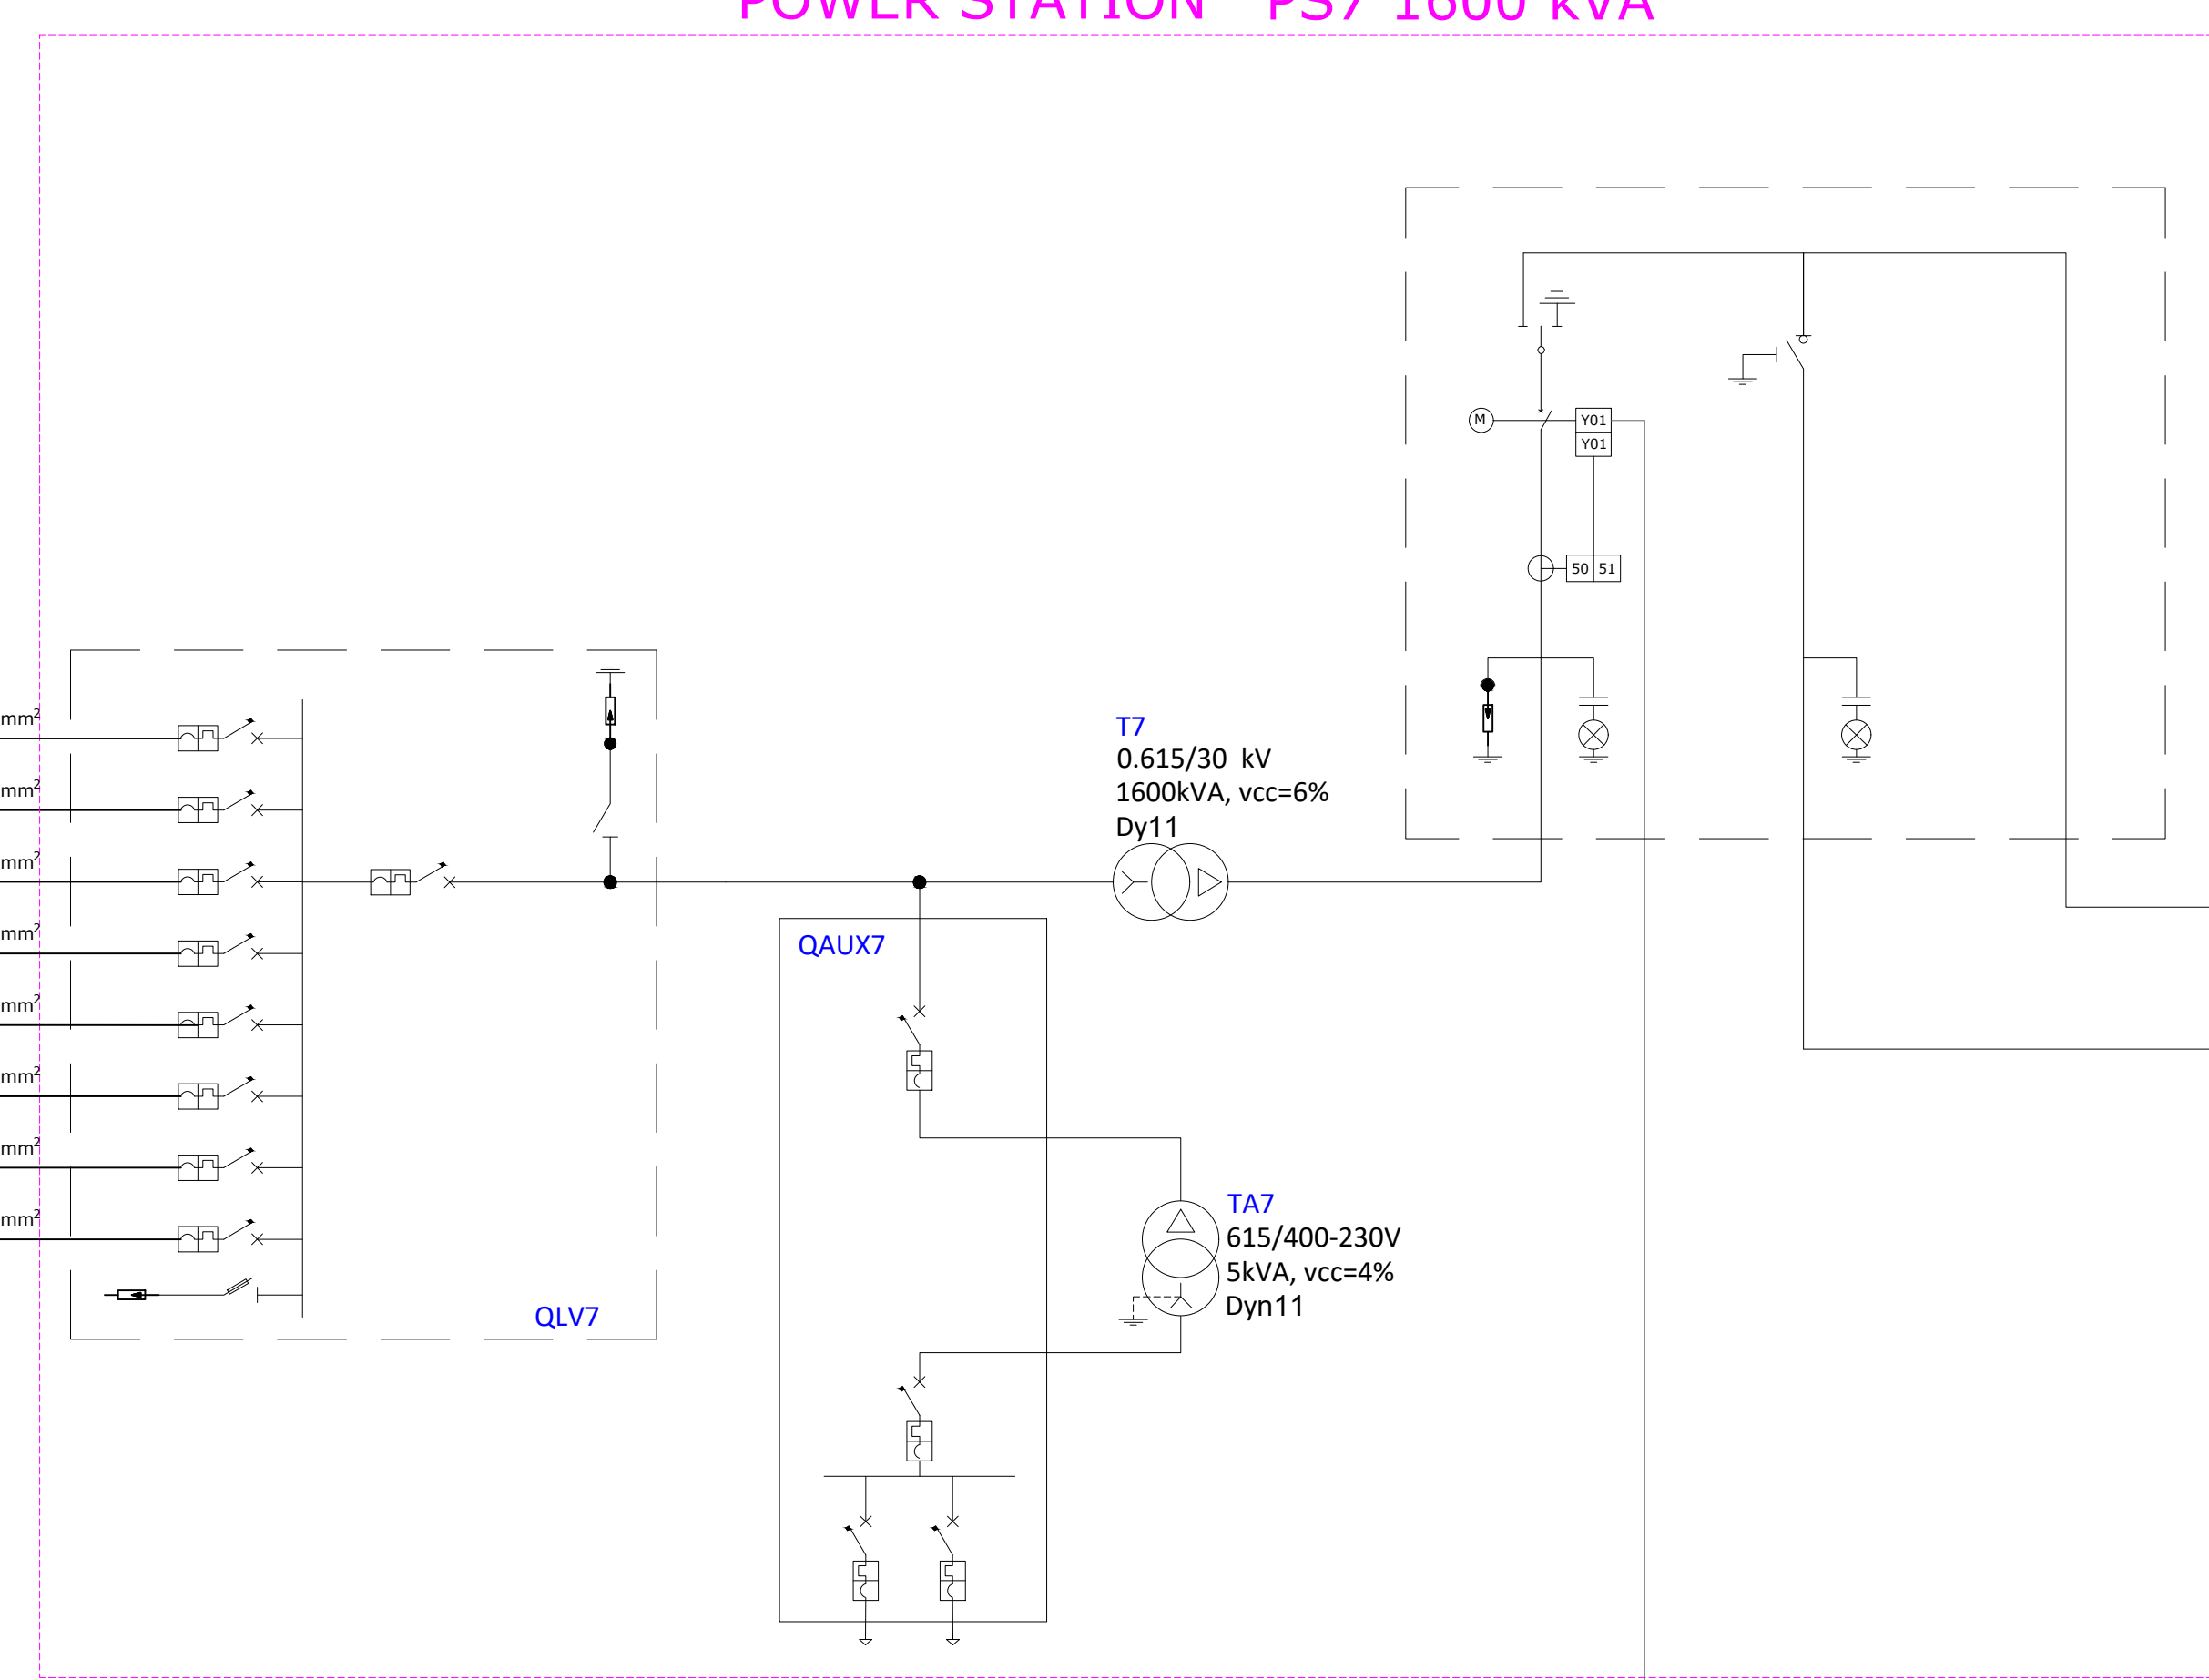 POWER STATION PS7 1600 kVA
M
Y01
Y01
50 51
mm²
mm²
mm²
mm²
mm²
mm²
mm²
mm²
T7
0.615/30 kV
1600kVA, vcc=6%
Dy11
QAUX7
TA7
615/400-230V
5kVA, vcc=4%
Dyn11
QLV7